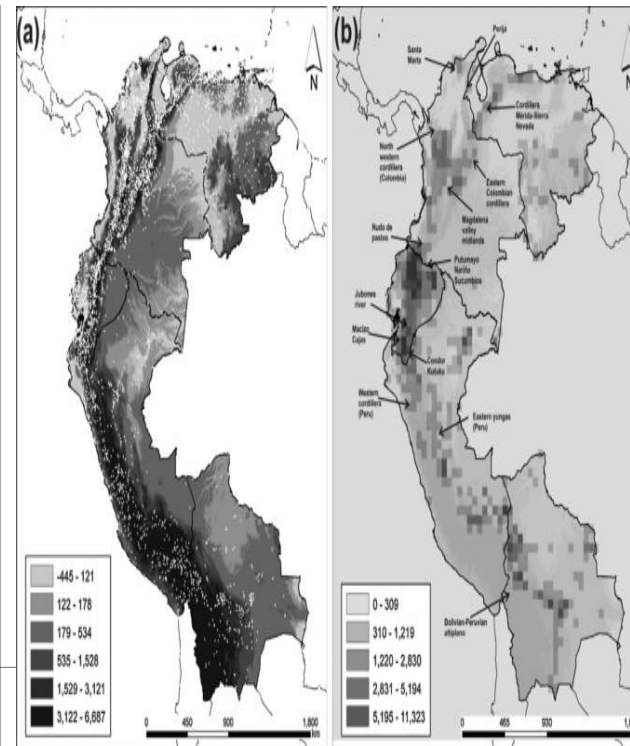 (a)
N
-445 - 121
122 - 178
179 - 534
535 - 1,528
1,529 - 3,121
3,122 - 6,687
0 450 900 1,800
km
(b)
N
Perijá
Santa
Marta
Cordillera
Merida-Sierra
Nevada
North
western
cordillera
(Colombia)
Eastern
Colombian
cordillera
Magdalena
valley
midlands
Nudo de
pastos
Putumayo
Nariño
Sucumbios
Jubones
river
Macizo
Cajas
Condor
Kutuku
Western
cordillera
(Peru)
Eastern yungas
(Peru)
Bolivian-Peruvian
altiplano
0 - 309
310 - 1,219
1,220 - 2,830
2,831 - 5,194
5,195 - 11,323
0 465 930